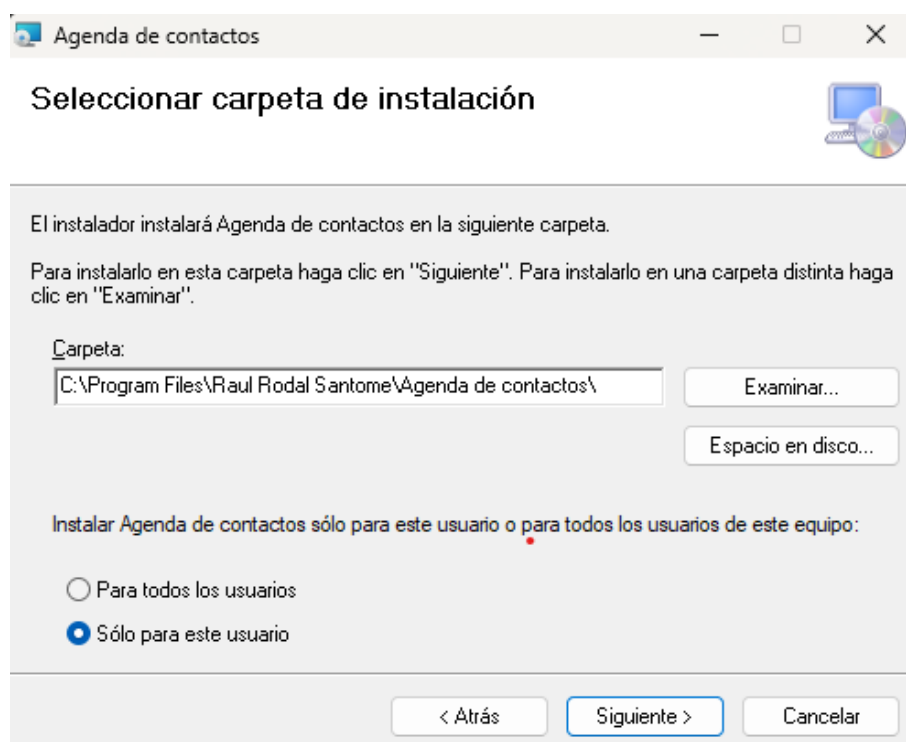 Agenda de contactos
Seleccionar carpeta de instalación
El instalador instalará Agenda de contactos en la siguiente carpeta.
Para instalarlo en esta carpeta haga clic en "Siguiente". Para instalarlo en una carpeta distinta haga
clic en "Examinar".
Carpeta:
C:\Program Files\Raul Rodal Santome\Agenda de contactos\
Examinar...
Espacio en disco...
Instalar Agenda de contactos sólo para este usuario o para todos los usuarios de este equipo:
Para todos los usuarios
Sólo para este usuario
< Atrás
Siguiente >
Cancelar